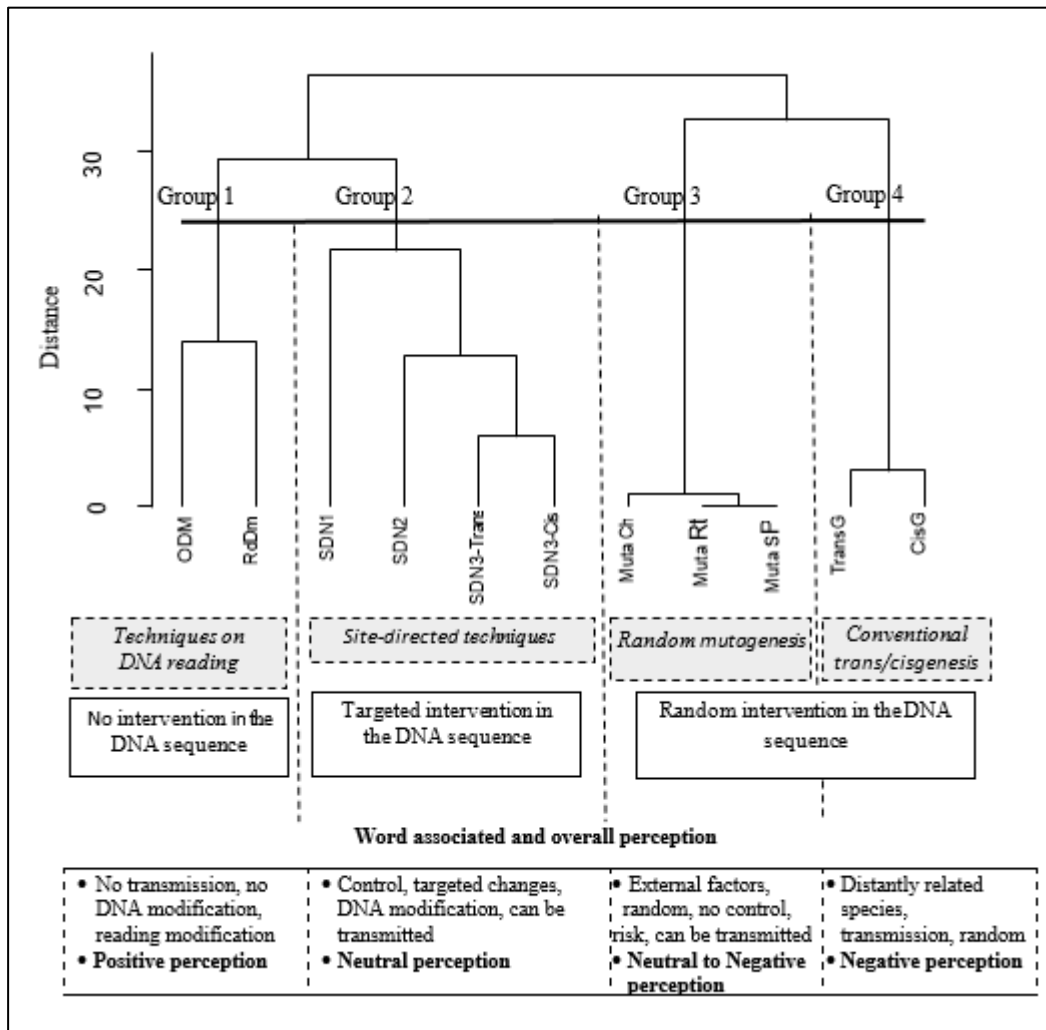 Group 1
Group 2
Group 3
Group 4
Distance
30
20
10
0
ODM
RdDm
SDN1
SDN2
SDN3-Trans
SDN3-Cis
Muta Ch
Muta Rt
Muta sP
TransG
CisG
Techniques on
DNA reading
Site-directed techniques
Random mutagenesis
Conventional
trans/cisgenesis
No intervention in the
DNA sequence
Targeted intervention in
the DNA sequence
Random intervention in the DNA
sequence
Word associated and overall perception
• No transmission, no
DNA modification,
reading modification
• Positive perception
• Control, targeted changes,
DNA modification, can be
transmitted
• Neutral perception
• External factors,
random, no control,
risk, can be transmitted
• Neutral to Negative
perception
• Distantly related
species,
transmission, random
• Negative perception